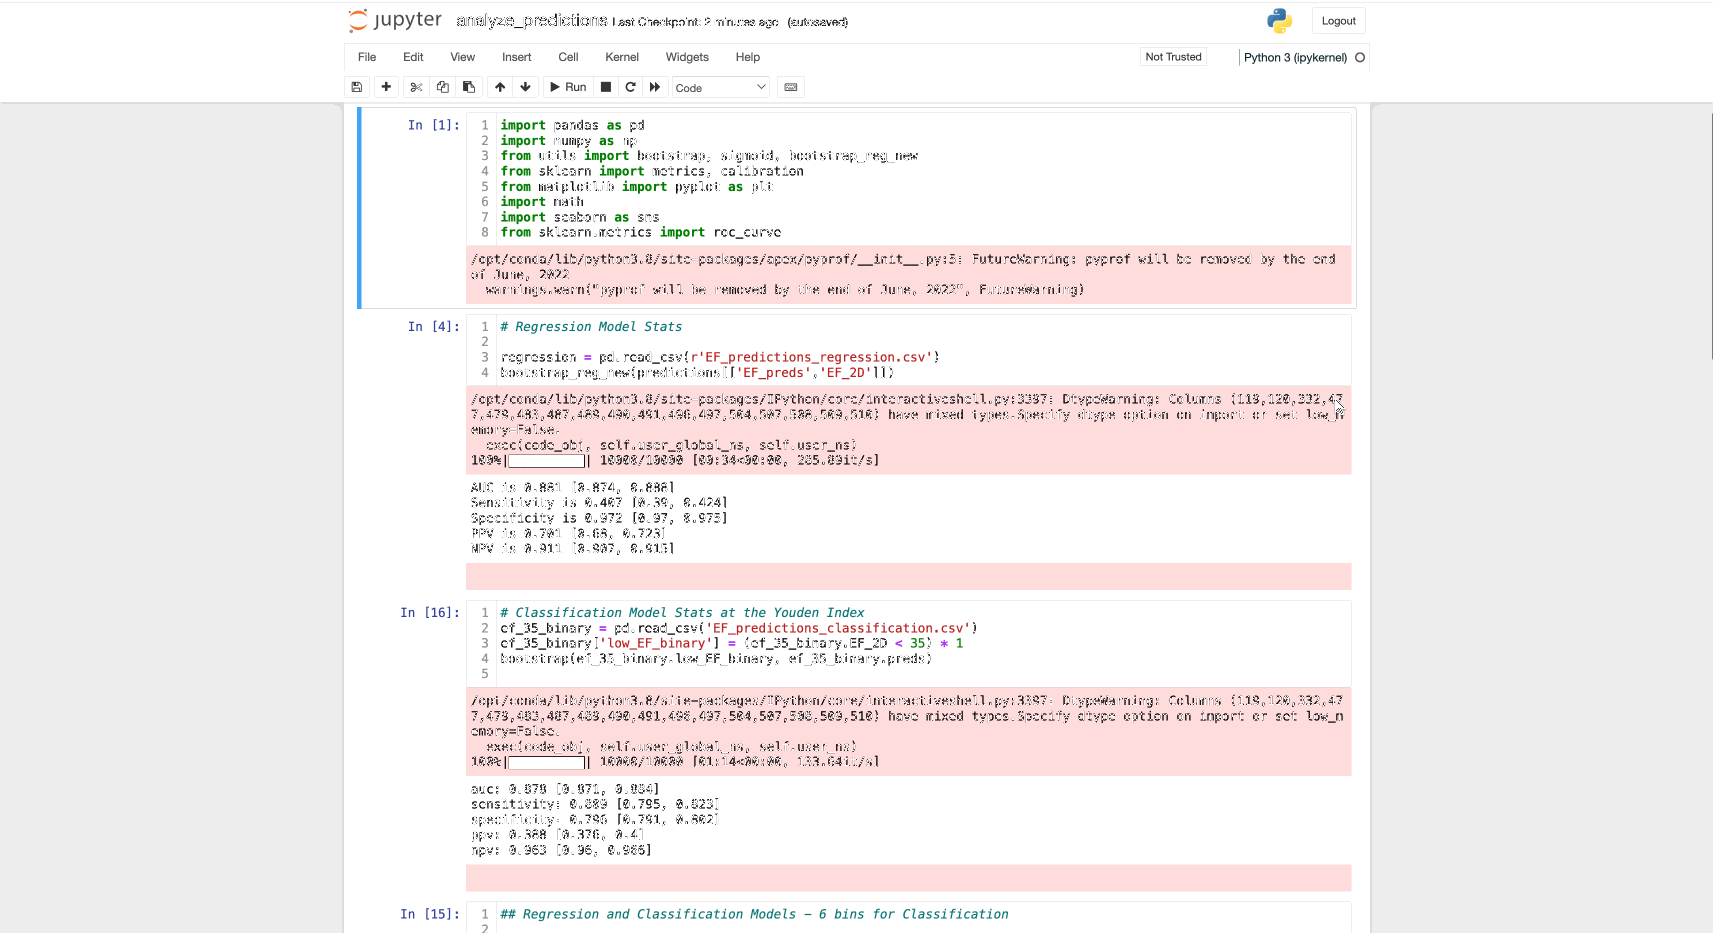 jupyter analyze_predictions Last Checkpoint: 2 minutes ago (autosaved)
Logout
File Edit View Insert Cell Kernel Widgets Help
Not Trusted
Python 3 (ipykernel)
Run
Code
In [1]:
1 import pandas as pd
2 import numpy as np
3 from utils import bootstrap, sigmoid, bootstrap_reg_new
4 from sklearn import metrics, calibration
5 from matplotlib import pyplot as plt
6 import math
7 import seaborn as sns
8 from sklearn.metrics import roc_curve
/opt/conda/lib/python3.8/site-packages/apex/pyprof/__init__.py:5: FutureWarning: pyprof will be removed by the end
of June, 2022
warnings.warn("pyprof will be removed by the end of June, 2022", FutureWarning)
In [4]:
1 # Regression Model Stats
2
3 regression = pd.read_csv(r'EF_predictions_regression.csv')
4 bootstrap_reg_new(predictions[['EF_preds','EF_2D']])
/opt/conda/lib/python3.8/site-packages/IPython/core/interactiveshell.py:3397: DtypeWarning: Columns (119,120,332,47
7,479,483,487,489,490,491,496,497,504,507,508,509,510) have mixed types.Specify dtype option on import or set low_m
emory=False.
exec(code_obj, self.user_global_ns, self.user_ns)
100%| | 10000/10000 [00:34<00:00, 285.89it/s]
AUC is 0.881 [0.874, 0.888]
Sensitivity is 0.407 [0.39, 0.424]
Specificity is 0.972 [0.97, 0.975]
PPV is 0.701 [0.68, 0.723]
NPV is 0.911 [0.907, 0.915]
In [16]:
1 # Classification Model Stats at the Youden Index
2 ef_35_binary = pd.read_csv('EF_predictions_classification.csv')
3 ef_35_binary['low_EF_binary'] = (ef_35_binary.EF_2D < 35) * 1
4 bootstrap(ef_35_binary.low_EF_binary, ef_35_binary.preds)
5
/opt/conda/lib/python3.8/site-packages/IPython/core/interactiveshell.py:3397: DtypeWarning: Columns (119,120,332,47
7,479,483,487,489,490,491,496,497,504,507,508,509,510) have mixed types.Specify dtype option on import or set low_m
emory=False.
exec(code_obj, self.user_global_ns, self.user_ns)
100%| | 10000/10000 [01:14<00:00, 133.64it/s]
auc: 0.878 [0.871, 0.884]
sensitivity: 0.809 [0.795, 0.823]
specificity: 0.796 [0.791, 0.802]
ppv: 0.388 [0.376, 0.4]
npv: 0.963 [0.96, 0.966]
In [15]:
1 ## Regression and Classification Models – 6 bins for Classification
2